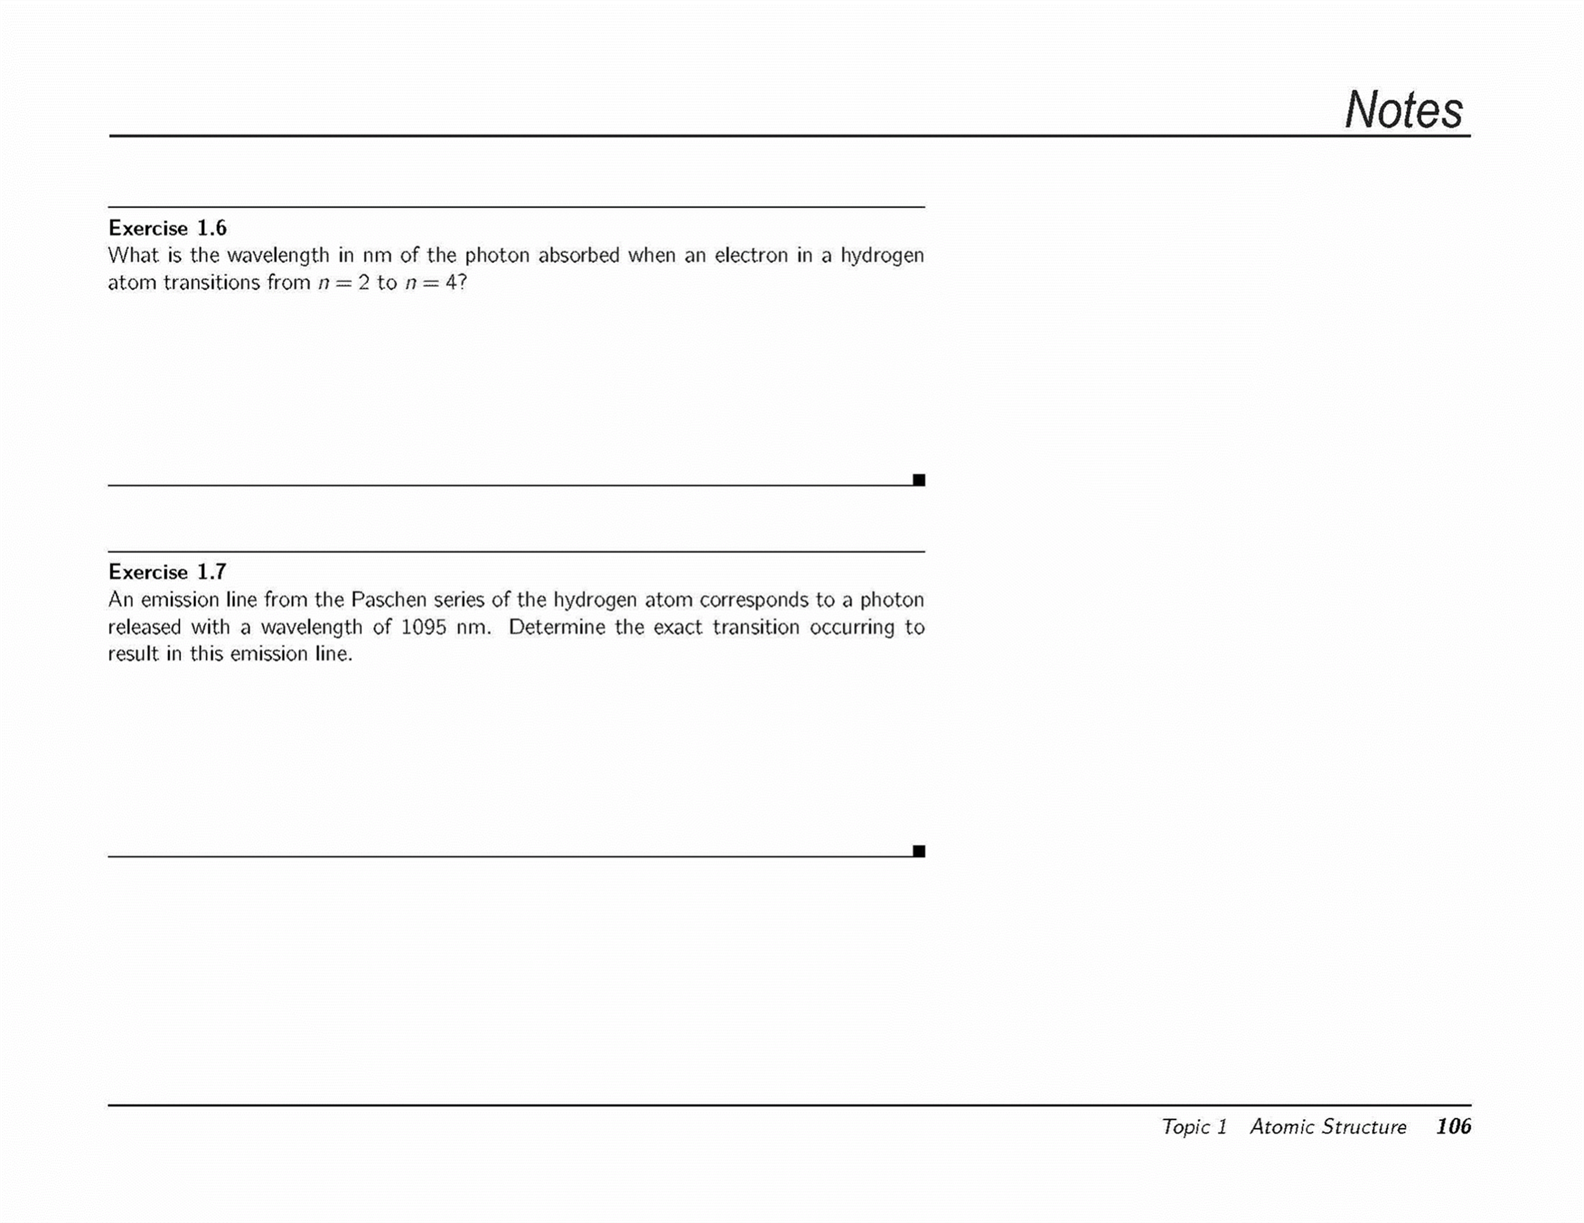 Notes
Exercise 1.6
What is the wavelength in nm of the photon absorbed when an electron in a hydrogen
atom transitions from n = 2 to n = 4?
Exercise 1.7
An emission line from the Paschen series of the hydrogen atom corresponds to a photon
released with a wavelength of 1095 nm. Determine the exact transition occurring to
result in this emission line.
Topic 1 Atomic Structure 106